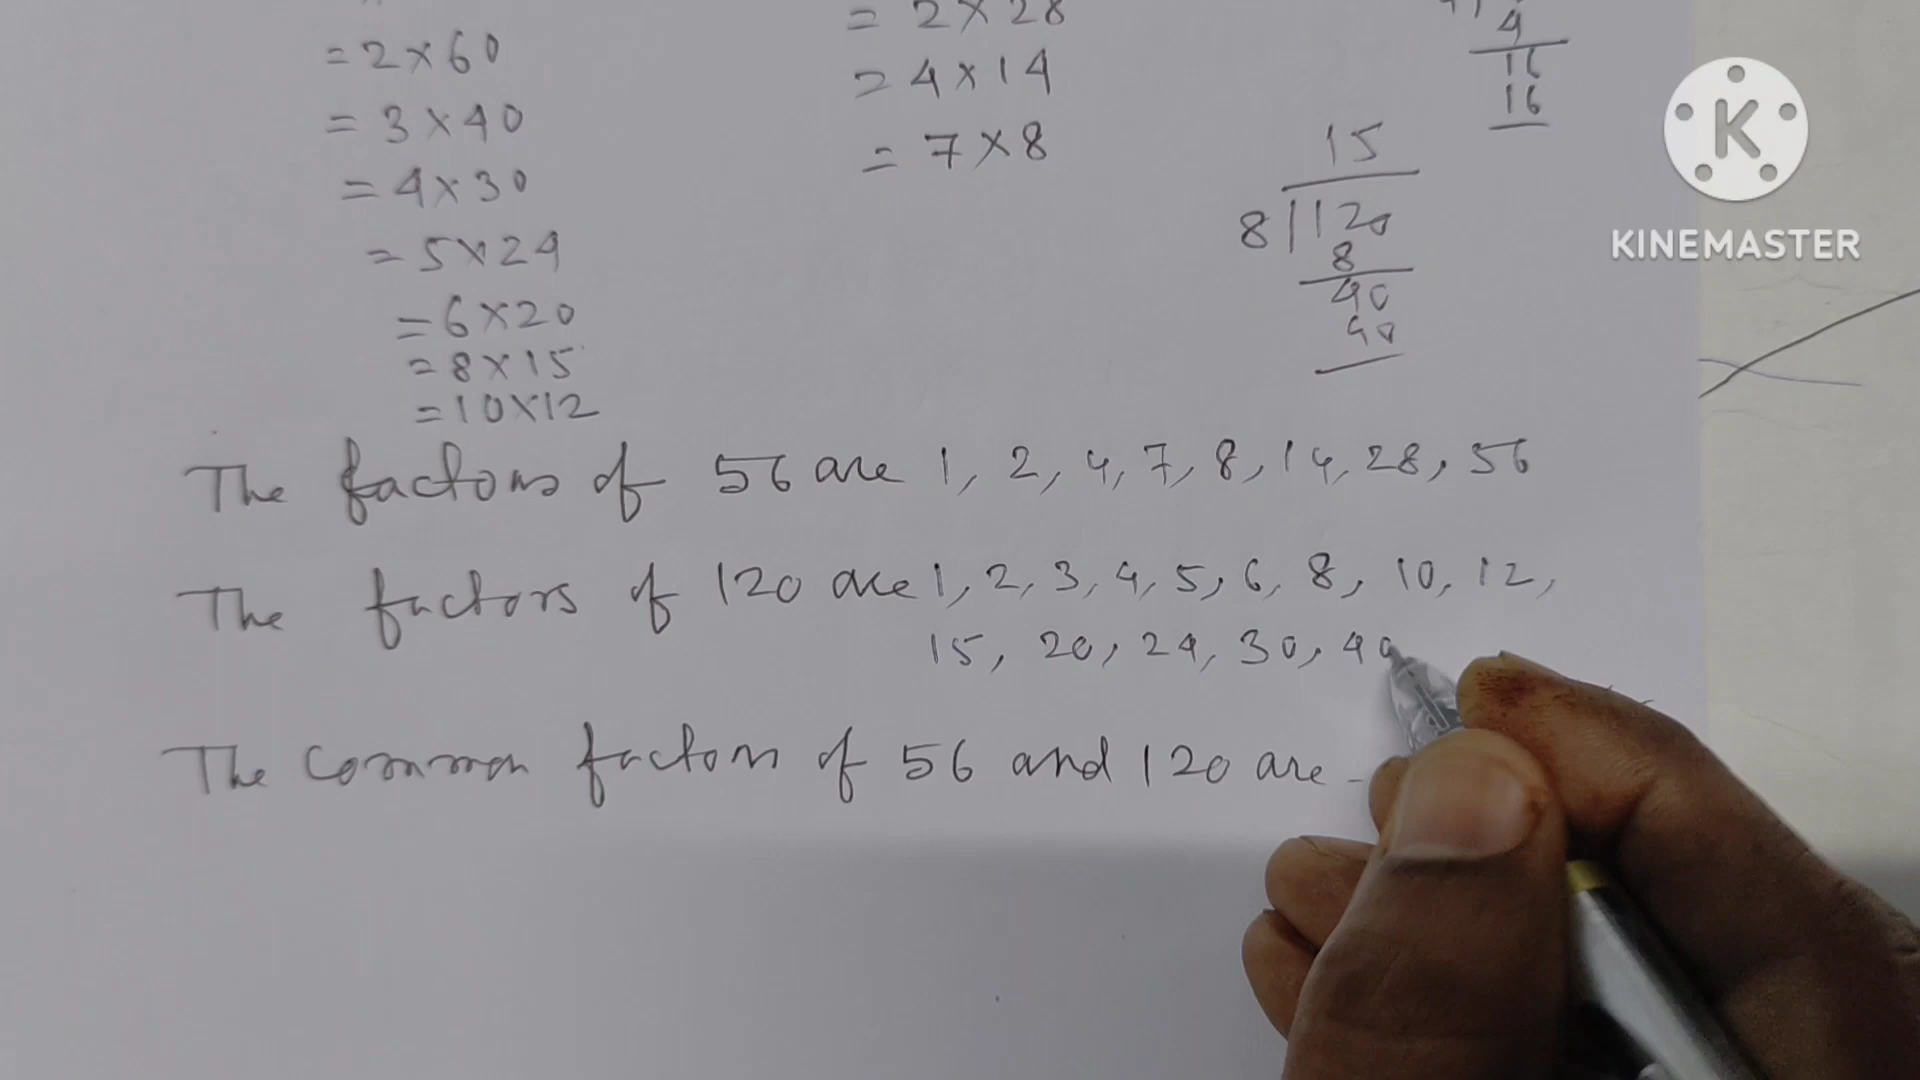 = 2 × 60
= 3 × 40
= 4 × 30
= 5 × 24
= 6 × 20
= 8 × 15
= 10 × 12
= 2 × 28
= 4 × 14
= 7 × 8
4
16
16
15
8 | 120
8
40
40
KINEMASTER
The factors of 56 are 1, 2, 4, 7, 8, 14, 28, 56
The factors of 120 are 1, 2, 3, 4, 5, 6, 8, 10, 12,
15, 20, 24, 30, 40
The common factors of 56 and 120 are -